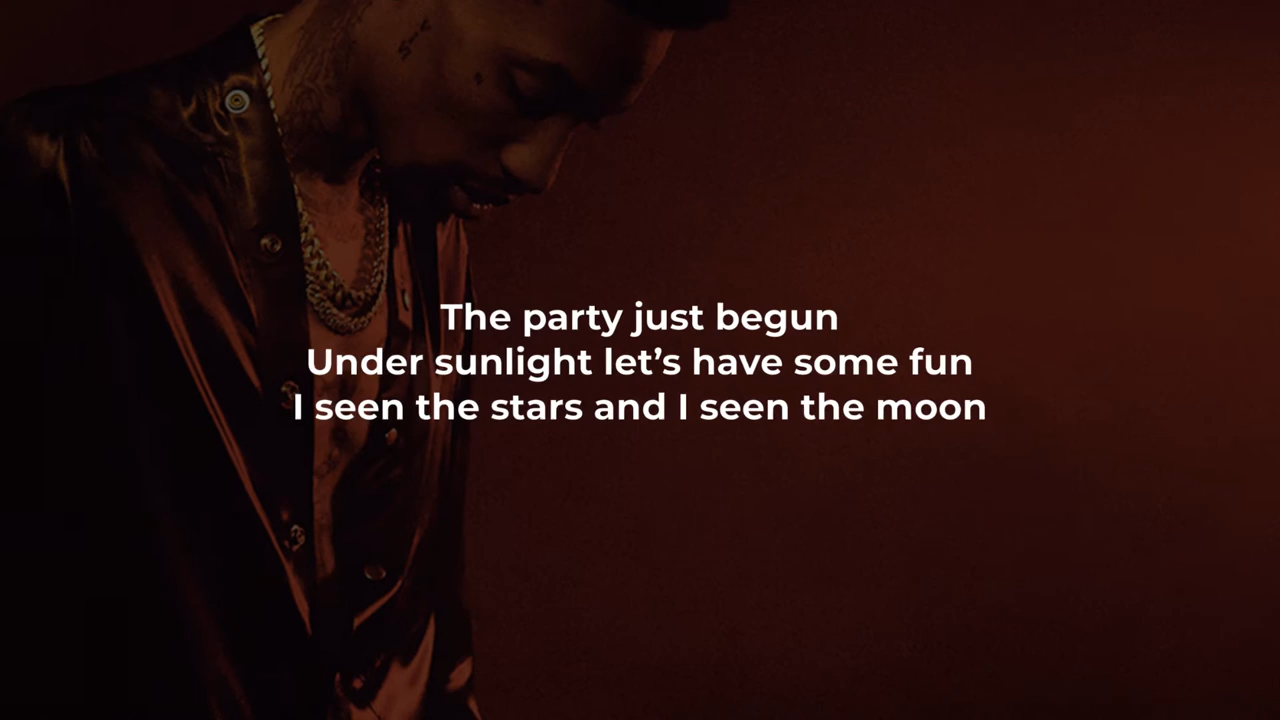 The party just begun
Under sunlight let’s have some fun
I seen the stars and I seen the moon